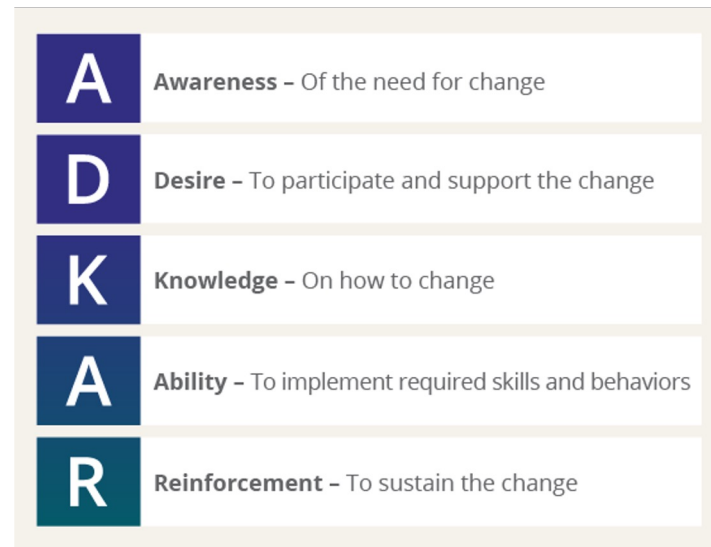 A Awareness – Of the need for change
D Desire – To participate and support the change
K Knowledge – On how to change
A Ability – To implement required skills and behaviors
R Reinforcement – To sustain the change